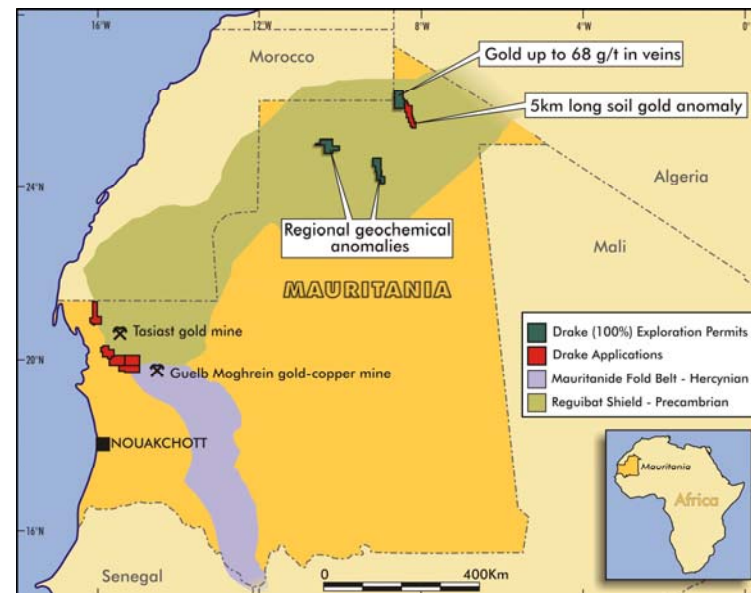 16°W
12°W
8°W
4°W
0°
Morocco
Gold up to 68 g/t in veins
5km long soil gold anomaly
24°N
Algeria
Regional geochemical
anomalies
Mali
MAURITANIA
Tasiast gold mine
20°N
Guelb Moghrein gold-copper mine
Drake (100%) Exploration Permits
Drake Applications
Mauritanide Fold Belt - Hercynian
Reguibat Shield - Precambrian
NOUAKCHOTT
Mauritania
Africa
16°N
Senegal
0
400Km